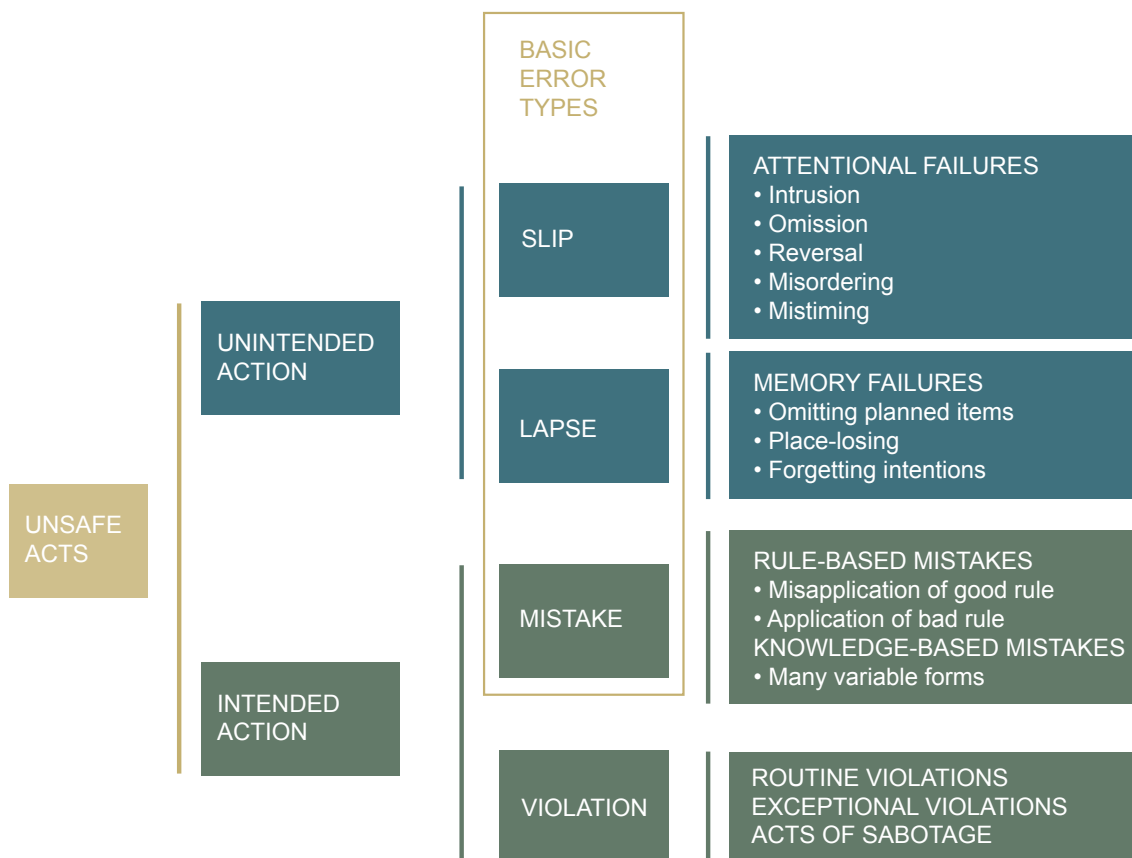 BASIC
ERROR
TYPES
ATTENTIONAL FAILURES
• Intrusion
• Omission
• Reversal
• Misordering
• Mistiming
SLIP
UNINTENDED
ACTION
MEMORY FAILURES
• Omitting planned items
• Place-losing
• Forgetting intentions
LAPSE
UNSAFE
ACTS
RULE-BASED MISTAKES
• Misapplication of good rule
• Application of bad rule
KNOWLEDGE-BASED MISTAKES
• Many variable forms
MISTAKE
INTENDED
ACTION
VIOLATION
ROUTINE VIOLATIONS
EXCEPTIONAL VIOLATIONS
ACTS OF SABOTAGE